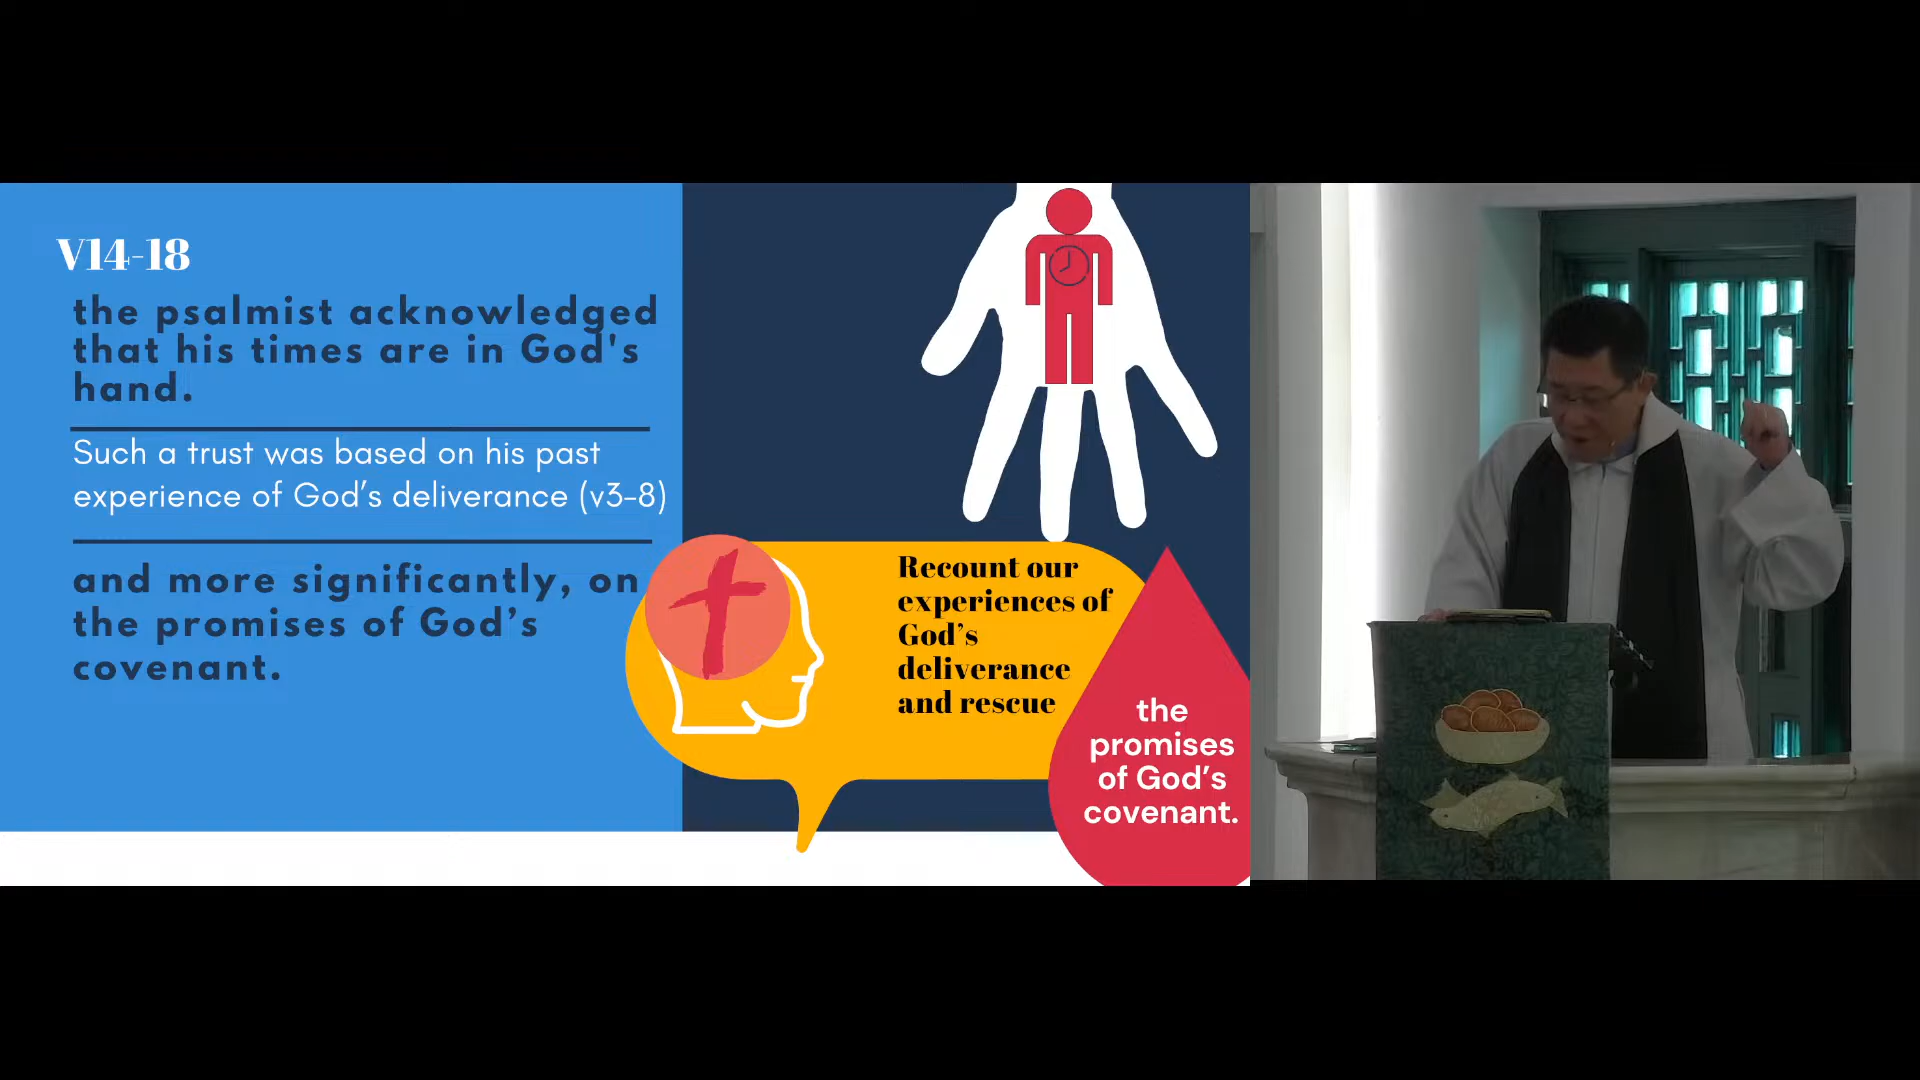 V14-18
the psalmist acknowledged
that his times are in God's
hand.
Such a trust was based on his past
experience of God’s deliverance (v3-8)
and more significantly, on
the promises of God’s
covenant.
Recount our
experiences of
God’s
deliverance
and rescue
the
promises
of God’s
covenant.